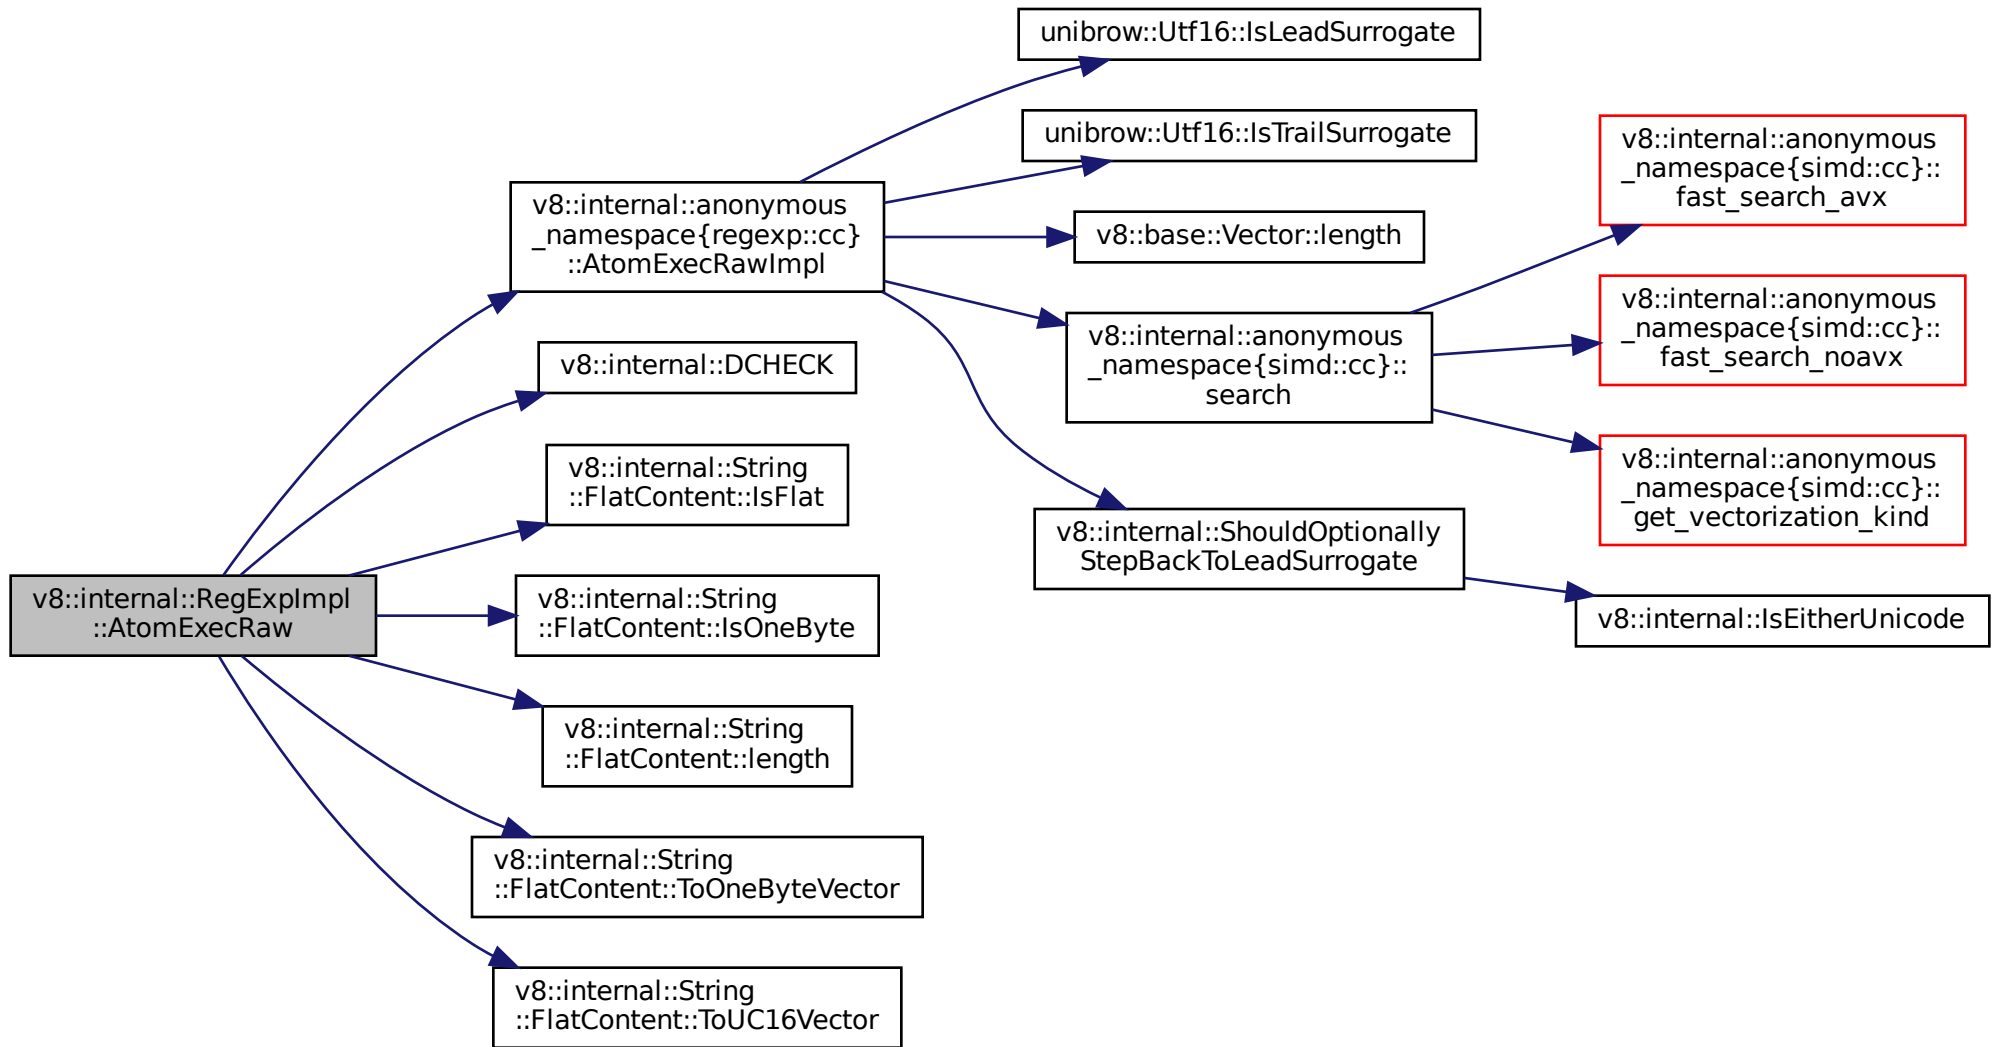 v8::internal::RegExpImpl
::AtomExecRaw
v8::internal::anonymous
_namespace{regexp::cc}
::AtomExecRawImpl
v8::internal::DCHECK
v8::internal::String
::FlatContent::IsFlat
v8::internal::String
::FlatContent::IsOneByte
v8::internal::String
::FlatContent::length
v8::internal::String
::FlatContent::ToOneByteVector
v8::internal::String
::FlatContent::ToUC16Vector
unibrow::Utf16::IsLeadSurrogate
unibrow::Utf16::IsTrailSurrogate
v8::base::Vector::length
v8::internal::anonymous
_namespace{simd::cc}::
search
v8::internal::ShouldOptionally
StepBackToLeadSurrogate
v8::internal::anonymous
_namespace{simd::cc}::
fast_search_avx
v8::internal::anonymous
_namespace{simd::cc}::
fast_search_noavx
v8::internal::anonymous
_namespace{simd::cc}::
get_vectorization_kind
v8::internal::IsEitherUnicode